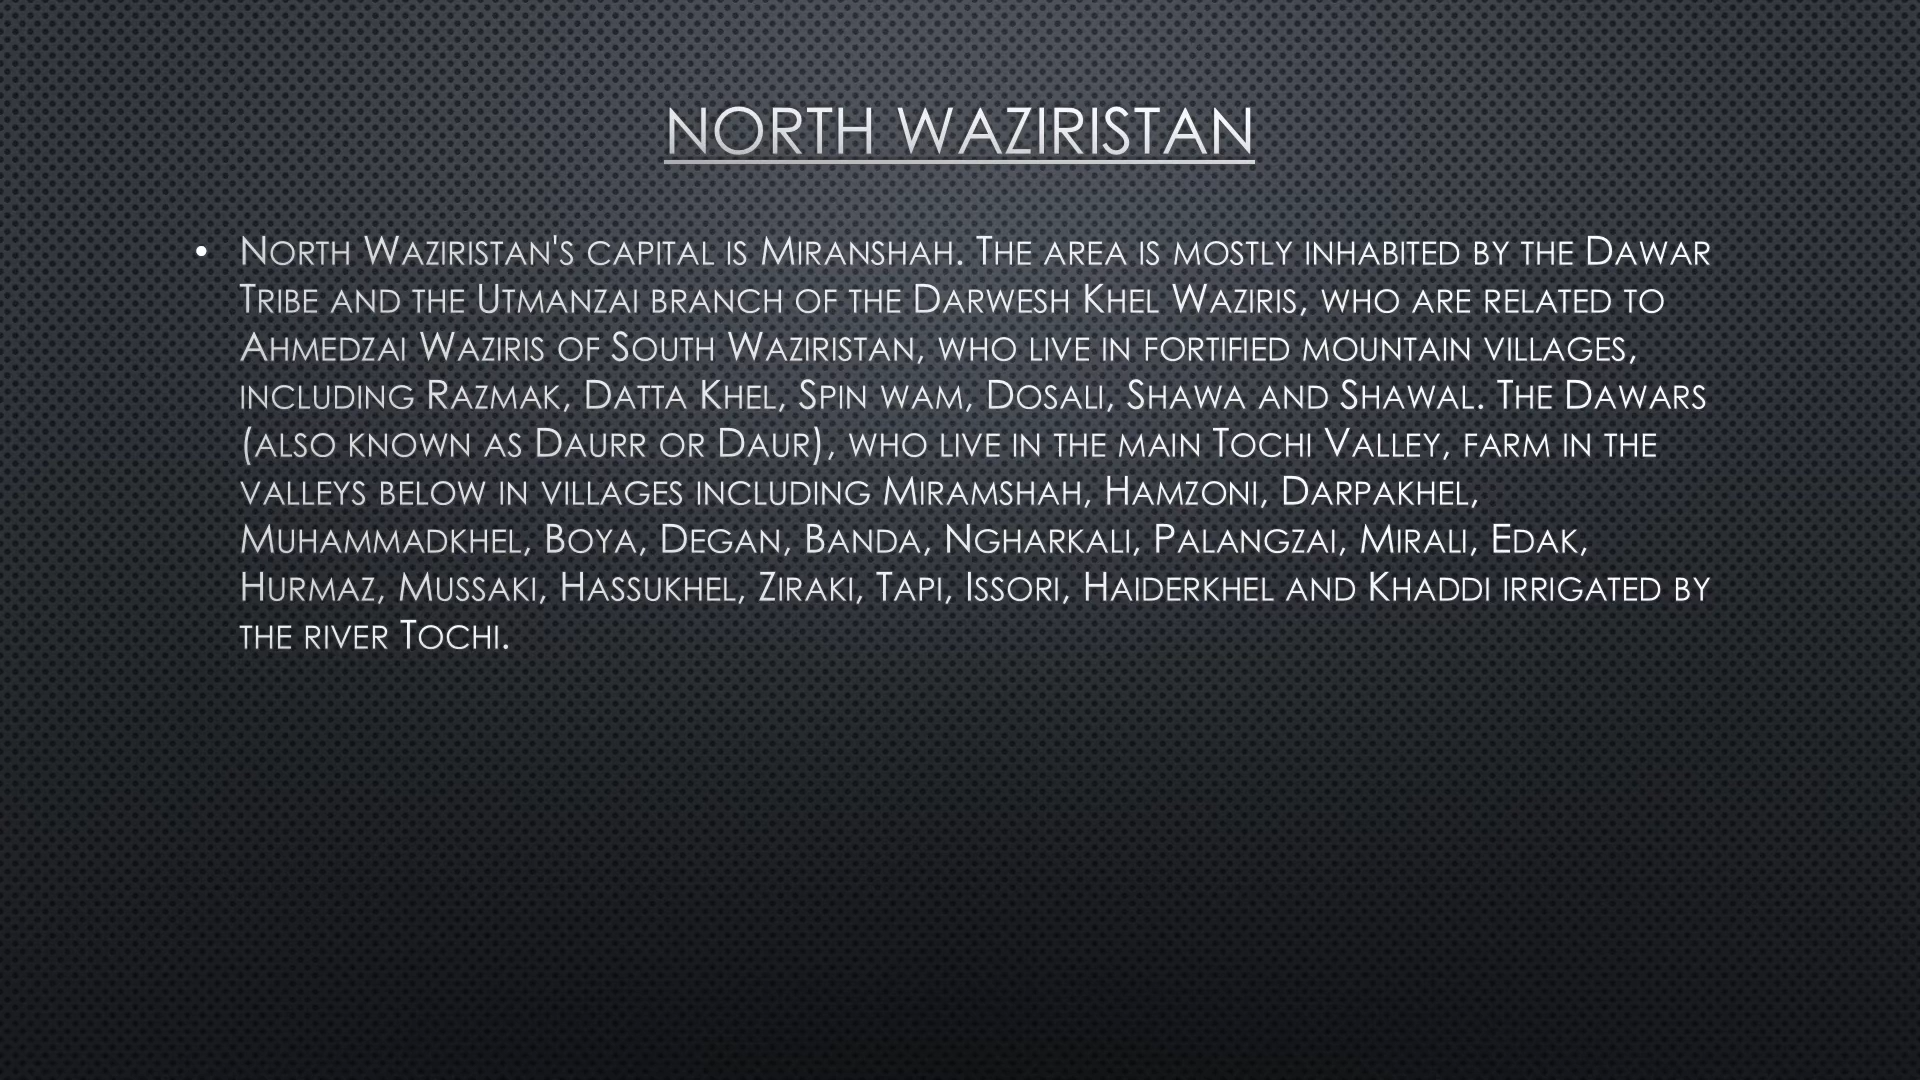 NORTH WAZIRISTAN
• North Waziristan's capital is Miranshah. The area is mostly inhabited by the Dawar
Tribe and the Utmanzai branch of the Darwesh Khel Waziris, who are related to
Ahmedzai Waziris of South Waziristan, who live in fortified mountain villages,
including Razmak, Datta Khel, Spin wam, Dosali, Shawa and Shawal. The Dawars
(also known as Daurr or Daur), who live in the main Tochi Valley, farm in the
valleys below in villages including Miramshah, Hamzoni, Darpakhel,
Muhammadkhel, Boya, Degan, Banda, Ngharkali, Palangzai, Mirali, Edak,
Hurmaz, Mussaki, Hassukhel, Ziraki, Tapi, Issori, Haiderkhel and Khaddi irrigated by
the river Tochi.